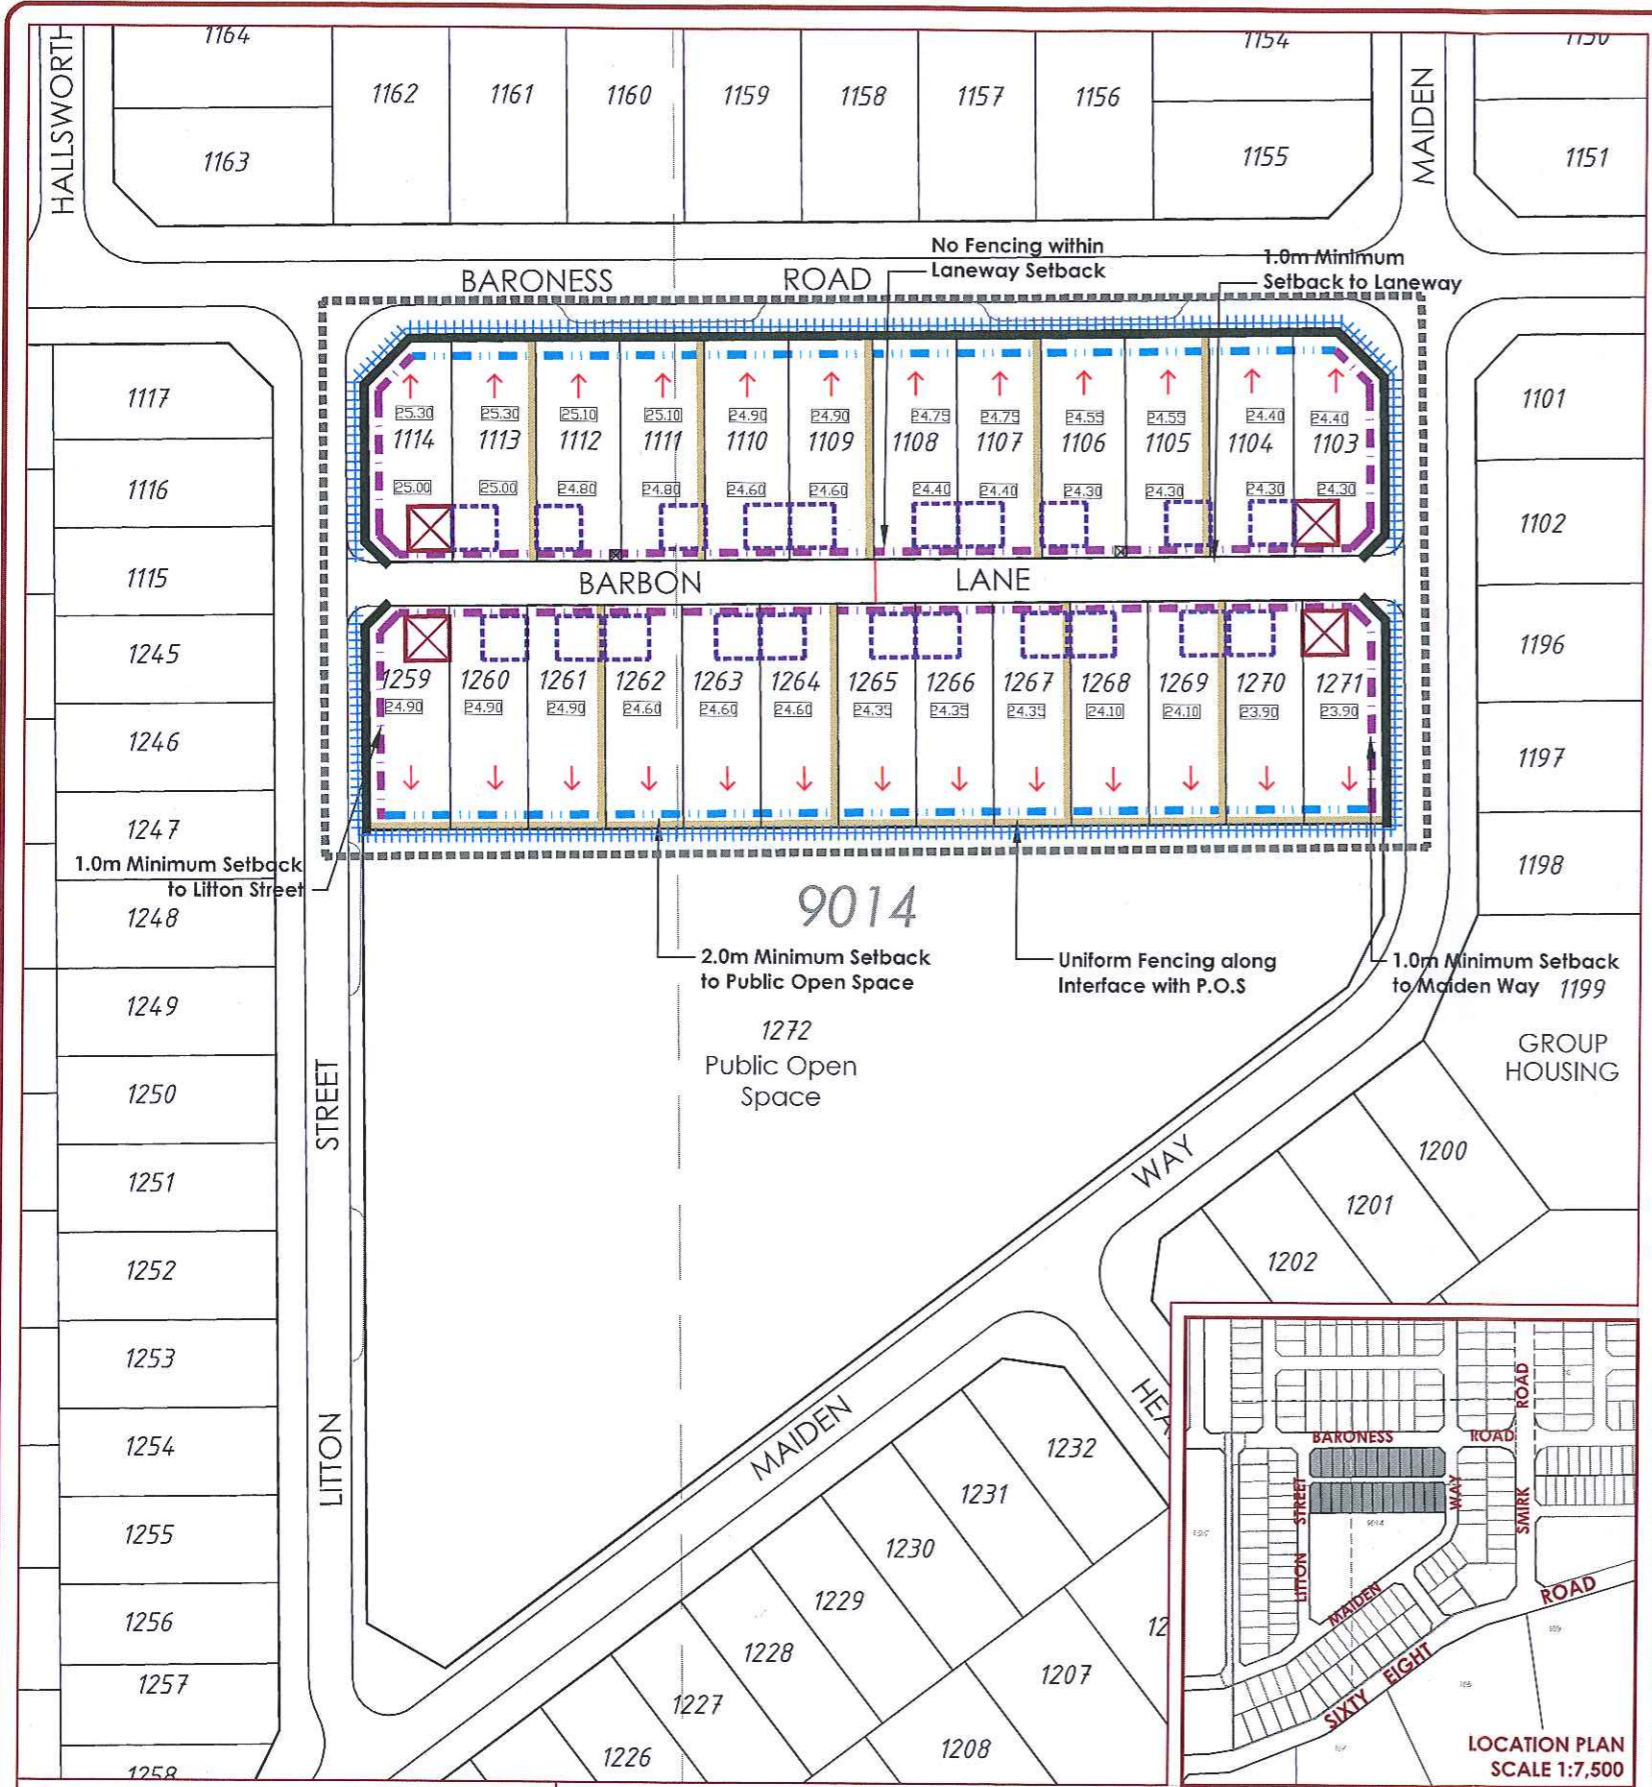 1164
1162
1161
1160
1159
1158
1157
1156
1154
1150
HALLSWORTH
1163
1155
MAIDEN
1151
No Fencing within
Laneway Setback
1.0m Minimum
Setback to Laneway
BARONESS ROAD
1117
1101
25.30 25.30 25.10 25.10 24.90 24.90 24.75 24.75 24.55 24.55 24.40 24.40
1114 1113 1112 1111 1110 1109 1108 1107 1106 1105 1104 1103
25.00 25.00 24.80 24.80 24.60 24.60 24.40 24.40 24.30 24.30 24.30 24.30
1116
1102
1115
BARBON LANE
1245
1196
1259 1260 1261 1262 1263 1264 1265 1266 1267 1268 1269 1270 1271
24.90 24.90 24.90 24.60 24.60 24.60 24.35 24.35 24.35 24.10 24.10 23.90 23.90
1246
1197
1247
1.0m Minimum Setback
to Litton Street
1198
1248
9014
2.0m Minimum Setback
to Public Open Space
Uniform Fencing along
Interface with P.O.S
1.0m Minimum Setback
to Maiden Way
1199
1249
1272
Public Open
Space
GROUP
HOUSING
1250
STREET
1251
WAY
1200
1201
1202
1252
1253
1254
LITTON
MAIDEN
HEA
1232
1231
1255
1230
1256
1229
1228
12
1257
1207
1227
1226
1208
1258
BARONESS ROAD
ROAD
STREET
WAY
SMIRK
9014
LITTON
MAIDEN
ROAD
SIXTY EIGHT
LOCATION PLAN
SCALE 1:7,500